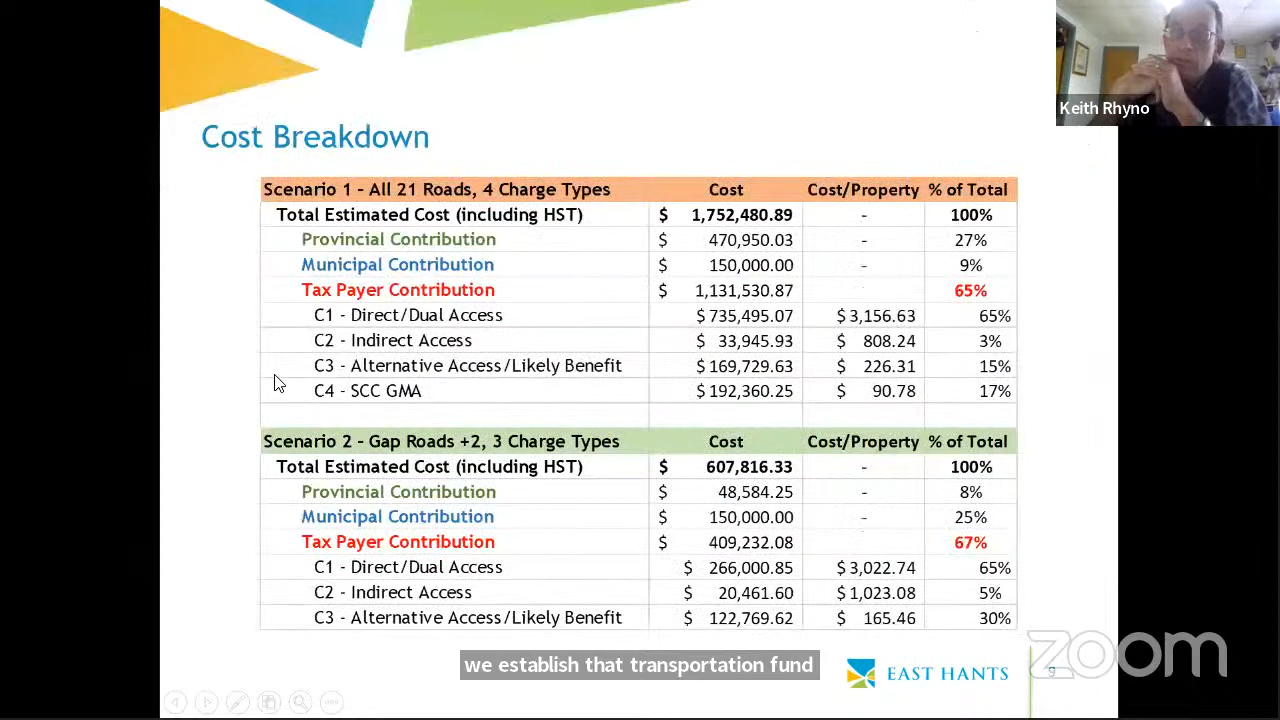 Keith Rhyno
Cost Breakdown
Scenario 1 - All 21 Roads, 4 Charge Types Cost Cost/Property % of Total
Total Estimated Cost (including HST) $ 1,752,480.89 - 100%
Provincial Contribution $ 470,950.03 - 27%
Municipal Contribution $ 150,000.00 - 9%
Tax Payer Contribution $ 1,131,530.87 65%
C1 - Direct/Dual Access $ 735,495.07 $ 3,156.63 65%
C2 - Indirect Access $ 33,945.93 $ 808.24 3%
C3 - Alternative Access/Likely Benefit $ 169,729.63 $ 226.31 15%
C4 - SCC GMA $ 192,360.25 $ 90.78 17%
Scenario 2 - Gap Roads +2, 3 Charge Types Cost Cost/Property % of Total
Total Estimated Cost (including HST) $ 607,816.33 - 100%
Provincial Contribution $ 48,584.25 - 8%
Municipal Contribution $ 150,000.00 - 25%
Tax Payer Contribution $ 409,232.08 67%
C1 - Direct/Dual Access $ 266,000.85 $ 3,022.74 65%
C2 - Indirect Access $ 20,461.60 $ 1,023.08 5%
C3 - Alternative Access/Likely Benefit $ 122,769.62 $ 165.46 30%
we establish that transportation fund
EAST HANTS
9
zoom